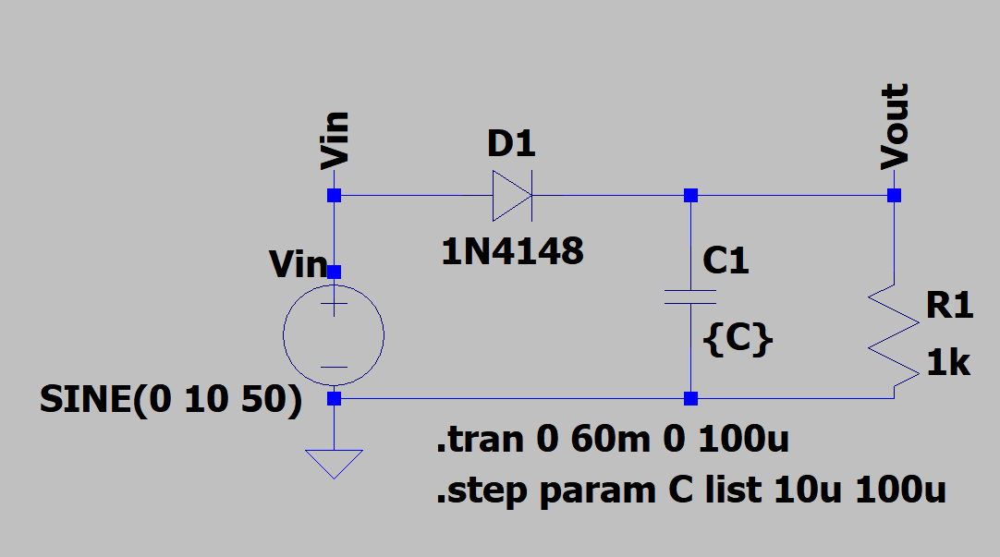 Vin
Vout
D1
1N4148
Vin
C1
{C}
R1
1k
SINE(0 10 50)
.tran 0 60m 0 100u
.step param C list 10u 100u